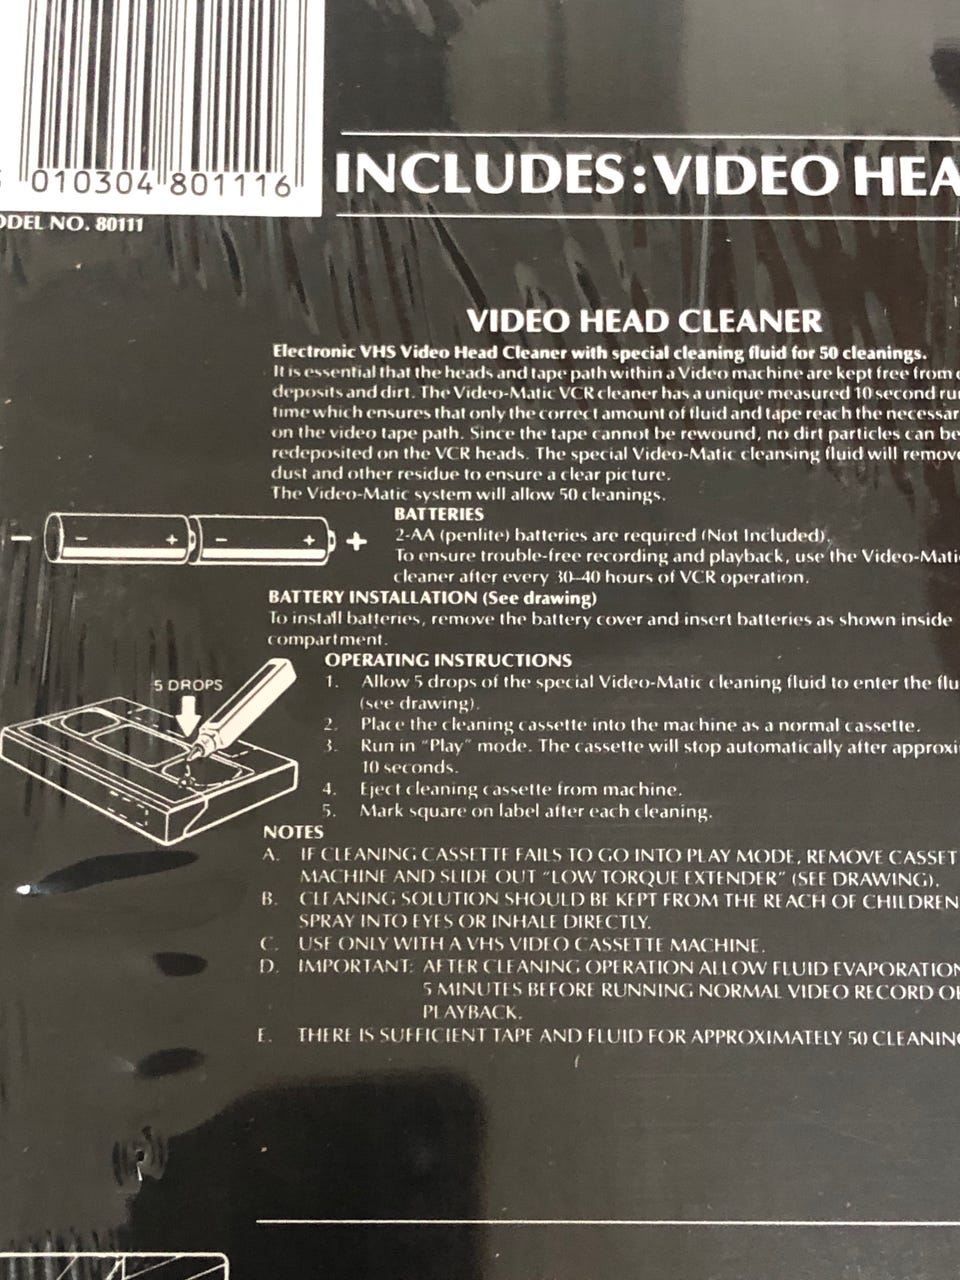 010304 801116
ODEL NO. 80111
INCLUDES: VIDEO HEA
VIDEO HEAD CLEANER
Electronic VHS Video Head Cleaner with special cleaning fluid for 50 cleanings.
It is essential that the heads and tape path within a Video machine are kept free from
deposits and dirt. The Video-Matic VCR cleaner has a unique measured 10 second ru
time which ensures that only the correct amount of fluid and tape reach the necessar
on the video tape path. Since the tape cannot be rewound, no dirt particles can be
redeposited on the VCR heads. The special Video-Matic cleansing fluid will remov
dust and other residue to ensure a clear picture.
The Video-Matic system will allow 50 cleanings.
BATTERIES
2-AA (penlite) batteries are required (Not Included).
To ensure trouble-free recording and playback, use the Video-Mati
cleaner after every 30-40 hours of VCR operation.
- - + - + +
BATTERY INSTALLATION (See drawing)
To install batteries, remove the battery cover and insert batteries as shown inside
compartment.
OPERATING INSTRUCTIONS
5 DROPS
1. Allow 5 drops of the special Video-Matic cleaning fluid to enter the flu
(see drawing).
2. Place the cleaning cassette into the machine as a normal cassette.
3. Run in "Play" mode. The cassette will stop automatically after approxi
10 seconds.
4. Eject cleaning cassette from machine.
5. Mark square on label after each cleaning.
NOTES
A. IF CLEANING CASSETTE FAILS TO GO INTO PLAY MODE, REMOVE CASSET
MACHINE AND SLIDE OUT "LOW TORQUE EXTENDER" (SEE DRAWING).
B. CLEANING SOLUTION SHOULD BE KEPT FROM THE REACH OF CHILDREN
SPRAY INTO EYES OR INHALE DIRECTLY.
C. USE ONLY WITH A VHS VIDEO CASSETTE MACHINE.
D. IMPORTANT: AFTER CLEANING OPERATION ALLOW FLUID EVAPORATION
5 MINUTES BEFORE RUNNING NORMAL VIDEO RECORD O
PLAYBACK.
E. THERE IS SUFFICIENT TAPE AND FLUID FOR APPROXIMATELY 50 CLEANIN